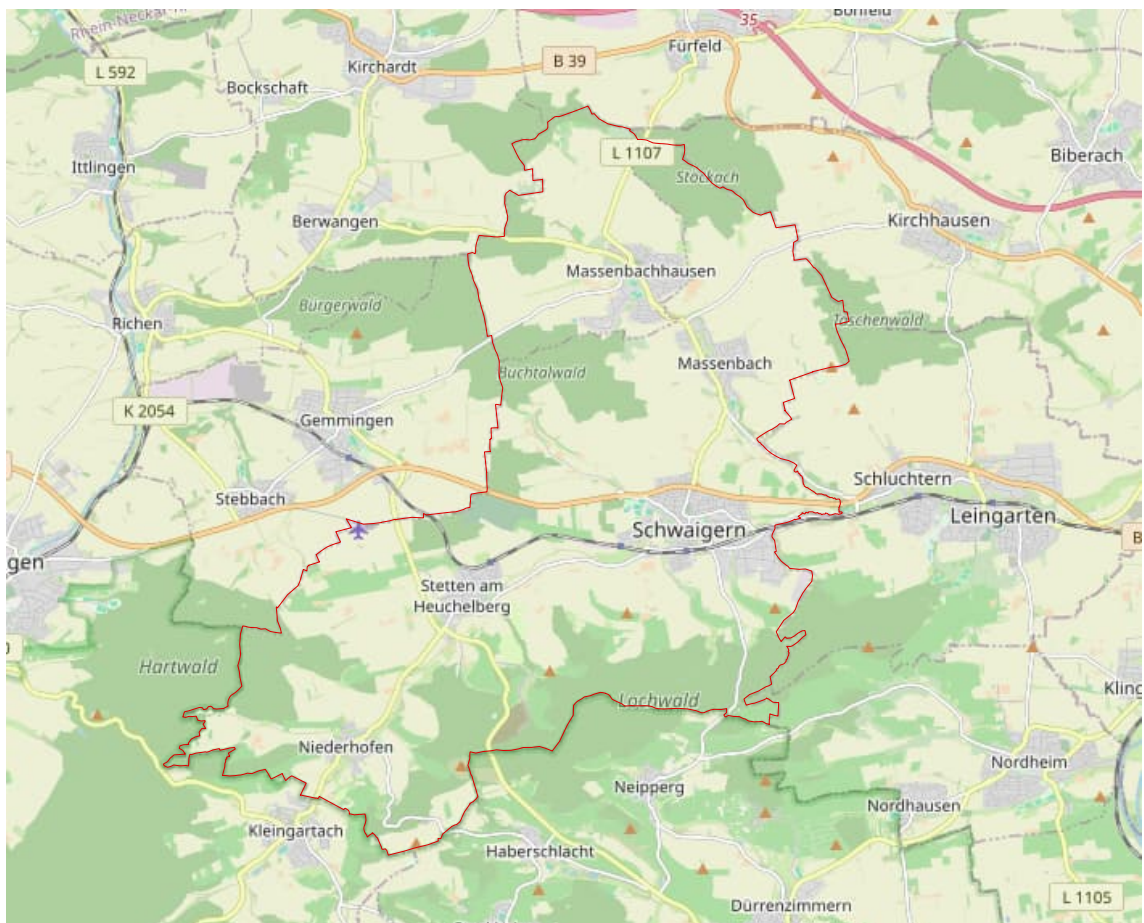 Bonfeld
35
Fürfeld
Kirchardt
B 39
L 592
Bockschaft
Ittlingen
L 1107
Biberach
Stockach
Berwangen
Kirchhausen
Massenbachhausen
Bürgerwald
Richen
Massenbach
Buchtalwald
K 2054
Gemmingen
Stebbach
Schluchtern
Schwaigern
Leingarten
B
gen
Stetten am
Heuchelberg
Hartwald
Lochwald
Kling
Niederhofen
Neipperg
Nordheim
Nordhausen
Kleingartach
Haberschlacht
Dürrenzimmern
L 1105